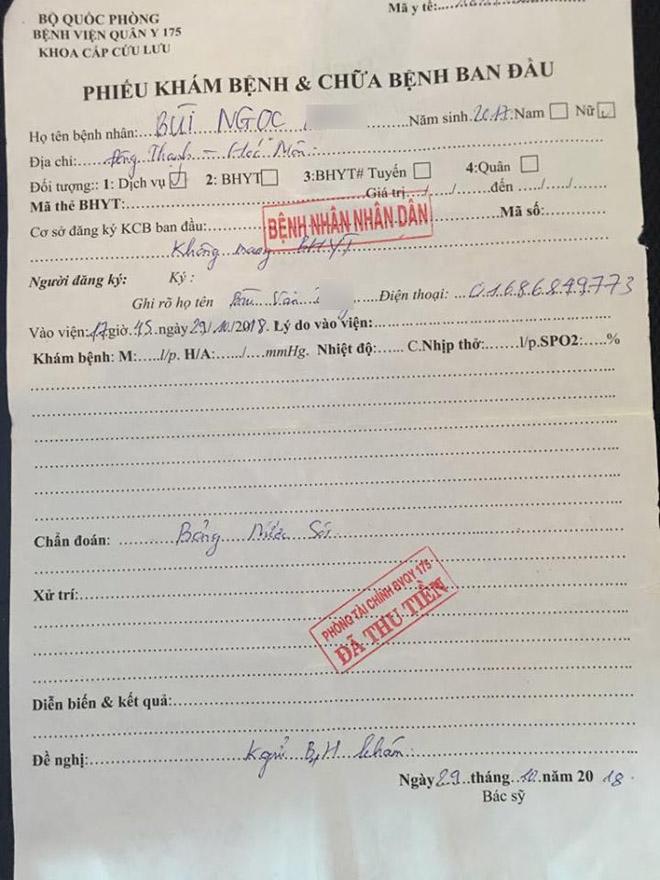 BỘ QUỐC PHÒNG
BỆNH VIỆN QUÂN Y 175
KHOA CẤP CỨU LƯU
Mã y tế:
PHIẾU KHÁM BỆNH & CHỮA BỆNH BAN ĐẦU
Họ tên bệnh nhân: BÙI NGỌC Năm sinh: 2017 Nam Nữ
Địa chỉ: Đông Thạnh - Hóc Môn
Đối tượng:: 1: Dịch vụ 2: BHYT 3:BHYT# Tuyến 4:Quân
Mã thẻ BHYT: Giá trị / / đến / /
Cơ sở đăng ký KCB ban đầu: Mã số:
BỆNH NHÂN NHÂN DÂN
Không mang BHYT
Người đăng ký: Ký :
Ghi rõ họ tên Văn Điện thoại: 01686849773
Vào viện: 17 giờ 45 ngày 29/10/2018. Lý do vào viện:
Khám bệnh: M: l/p. H/A: / mmHg. Nhiệt độ: C.Nhịp thở: l/p.SPO2: %
Chẩn đoán: Bỏng Nước Sôi
Xử trí:
PHÒNG TÀI CHÍNH BVQY 175
ĐÃ THU TIỀN
Diễn biến & kết quả:
Đề nghị: khám
Ngày 29 tháng 10 năm 2018
Bác sỹ